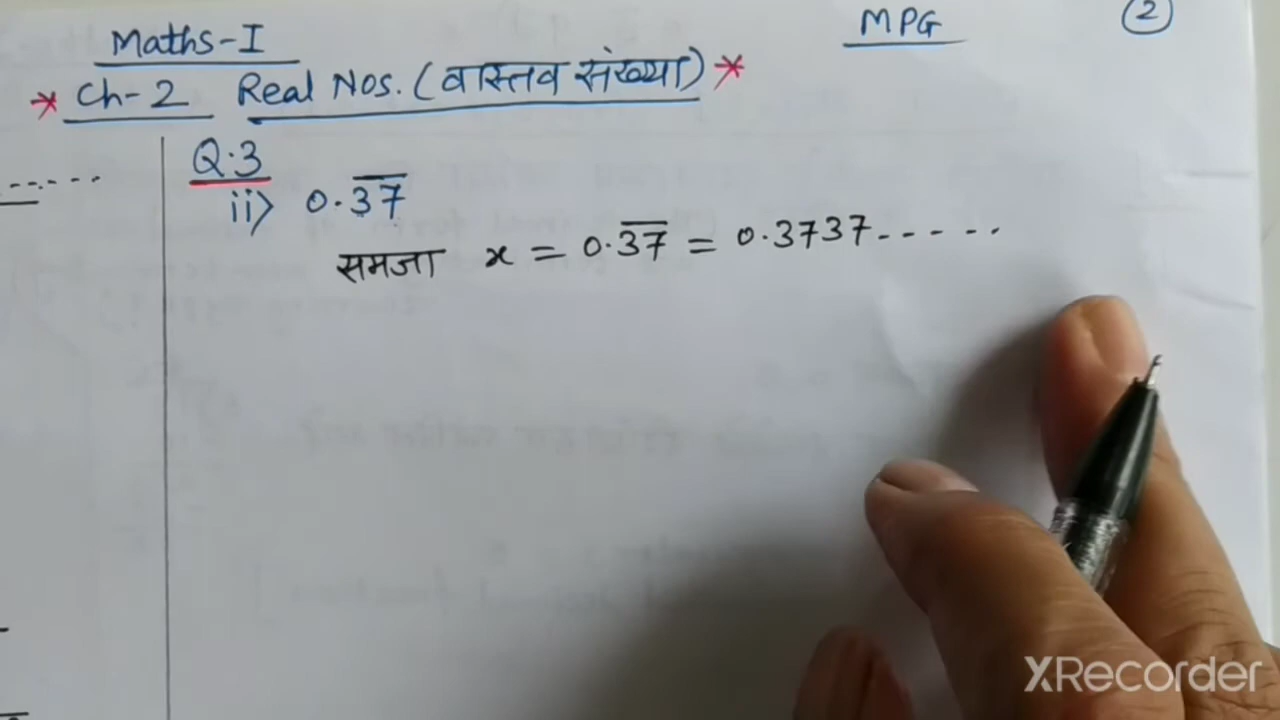 Maths-I MPG 2
* Ch-2 Real Nos. (वास्तव संख्या) *
Q.3
ii> 0.3̅7̅
समजा x = 0.3̅7̅ = 0.3737------
XRecorder